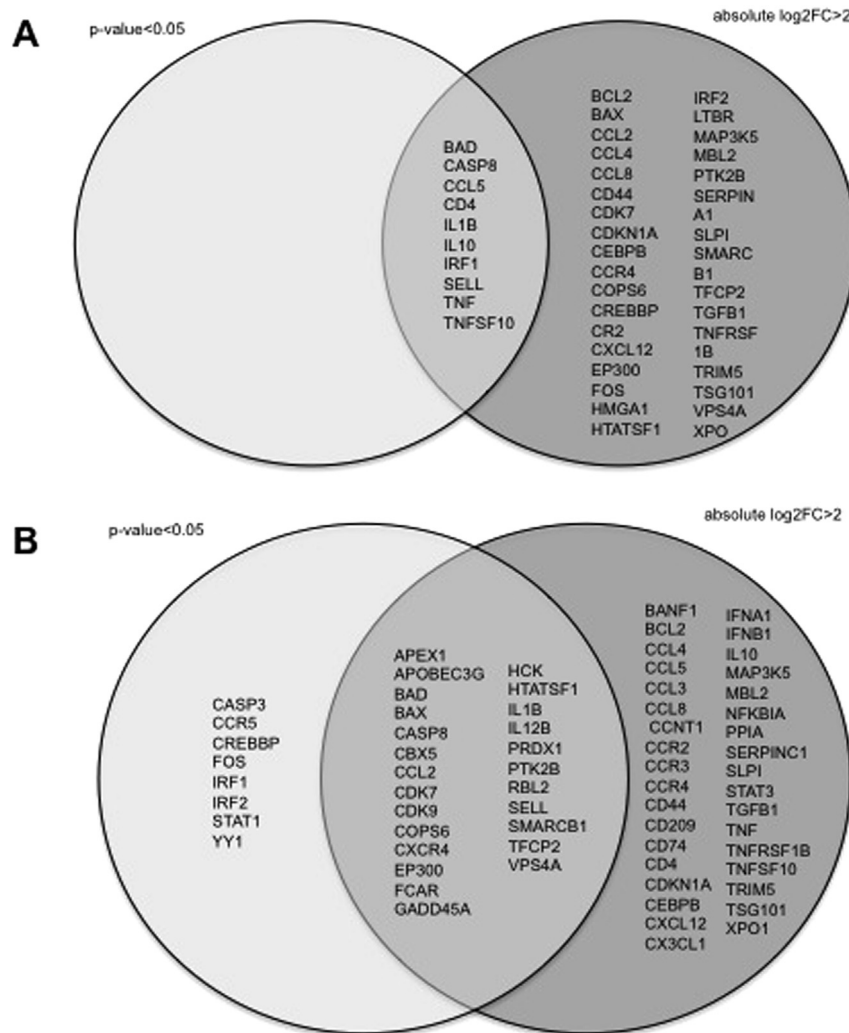 A
p-value<0.05
absolute log2FC>2
BAD
CASP8
CCL5
CD4
IL1B
IL10
IRF1
SELL
TNF
TNFSF10
BCL2
BAX
CCL2
CCL4
CCL8
CD44
CDK7
CDKN1A
CEBPB
CCR4
COPS6
CREBBP
CR2
CXCL12
EP300
FOS
HMGA1
HTATSF1
IRF2
LTBR
MAP3K5
MBL2
PTK2B
SERPIN
A1
SLPI
SMARC
B1
TFCP2
TGFB1
TNFRSF
1B
TRIM5
TSG101
VPS4A
XPO
B
p-value<0.05
absolute log2FC>2
CASP3
CCR5
CREBBP
FOS
IRF1
IRF2
STAT1
YY1
APEX1
APOBEC3G
BAD
BAX
CASP8
CBX5
CCL2
CDK7
CDK9
COPS6
CXCR4
EP300
FCAR
GADD45A
HCK
HTATSF1
IL1B
IL12B
PRDX1
PTK2B
RBL2
SELL
SMARCB1
TFCP2
VPS4A
BANF1
BCL2
CCL4
CCL5
CCL3
CCL8
CCNT1
CCR2
CCR3
CCR4
CD44
CD209
CD74
CD4
CDKN1A
CEBPB
CXCL12
CX3CL1
IFNA1
IFNB1
IL10
MAP3K5
MBL2
NFKBIA
PPIA
SERPINC1
SLPI
STAT3
TGFB1
TNF
TNFRSF1B
TNFSF10
TRIM5
TSG101
XPO1